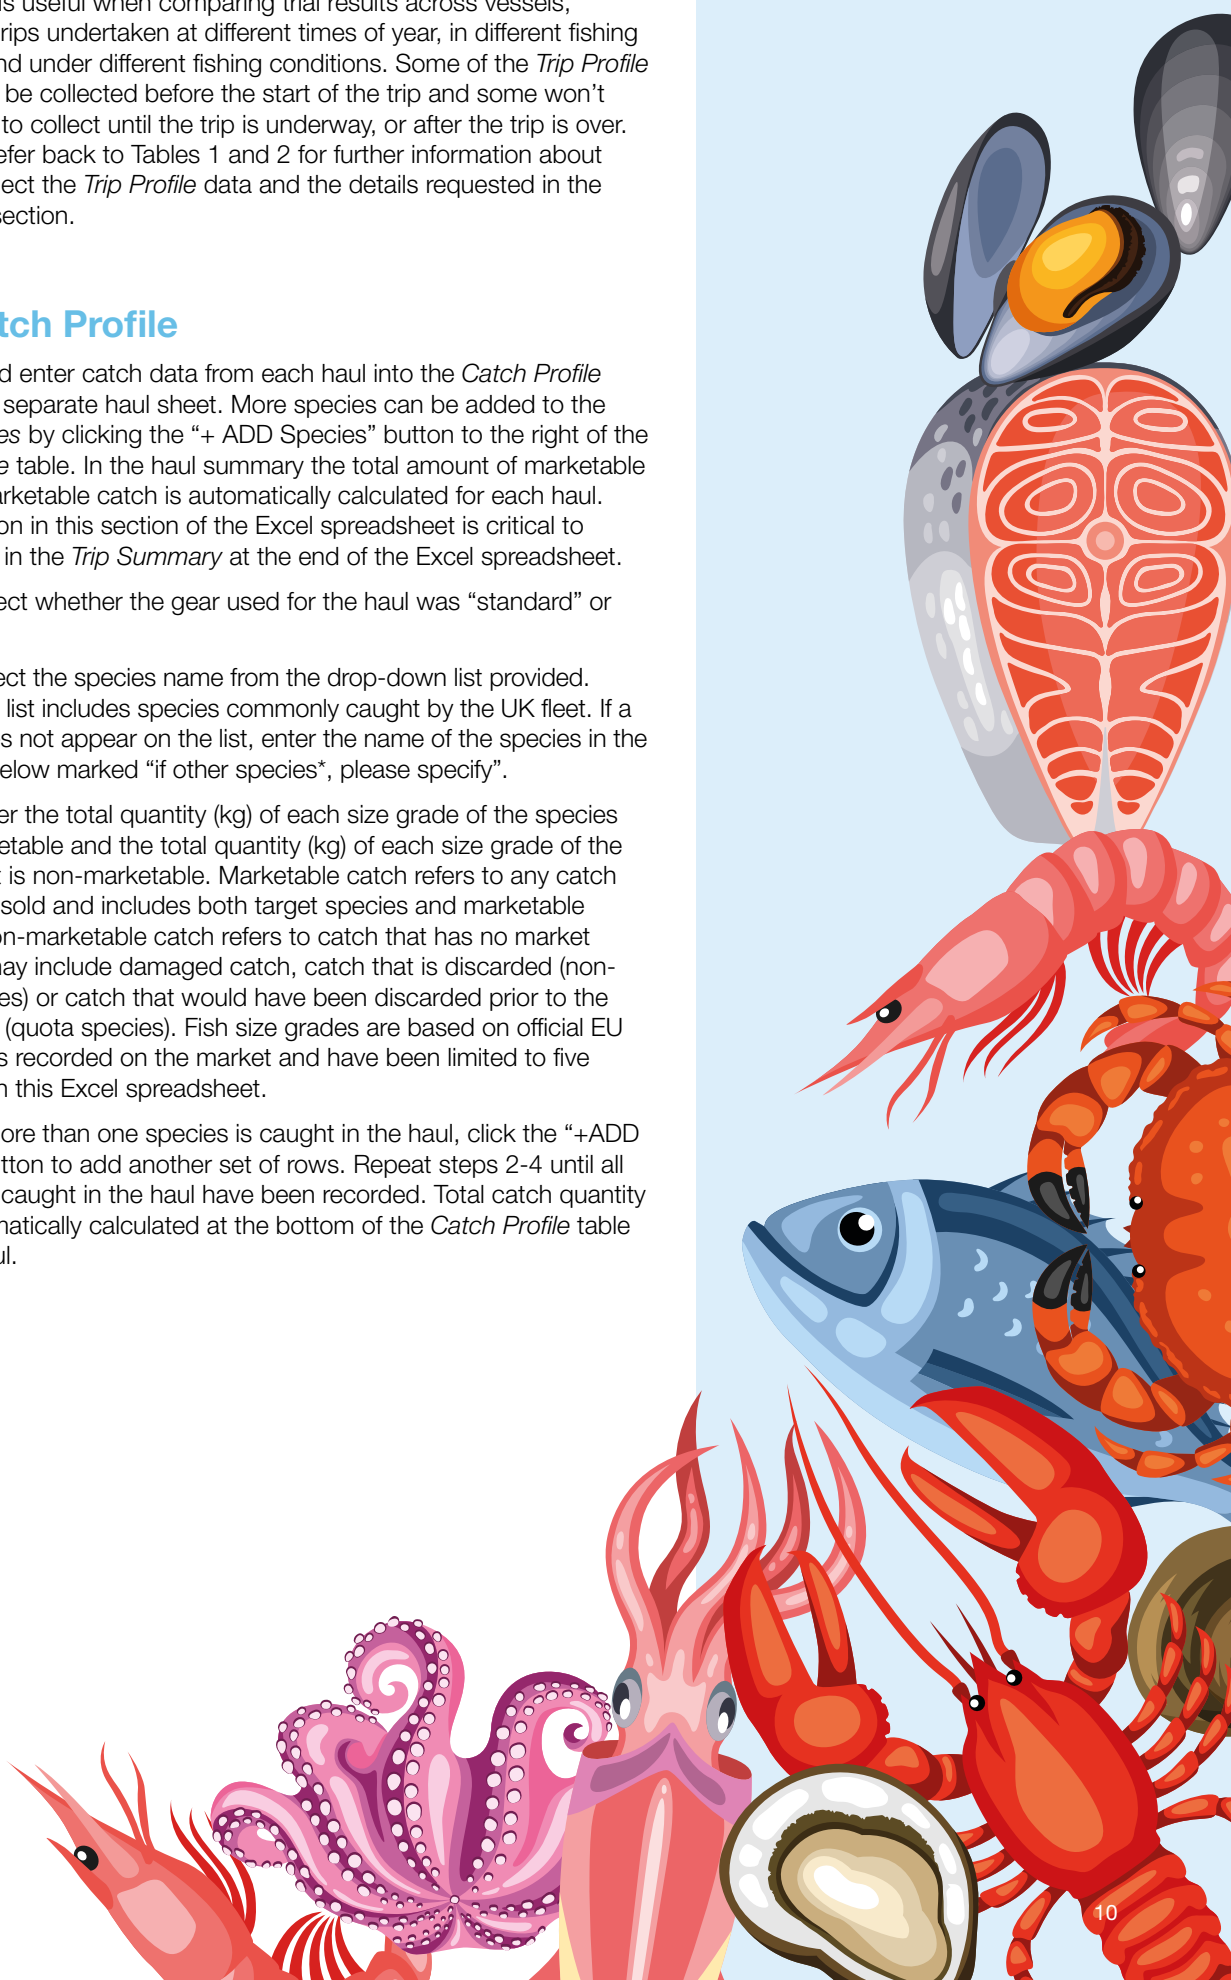 is useful when comparing trial results across vessels,
rips undertaken at different times of year, in different fishing
nd under different fishing conditions. Some of the Trip Profile
be collected before the start of the trip and some won’t
to collect until the trip is underway, or after the trip is over.
efer back to Tables 1 and 2 for further information about
lect the Trip Profile data and the details requested in the
section.
tch Profile
d enter catch data from each haul into the Catch Profile
separate haul sheet. More species can be added to the
es by clicking the “+ ADD Species” button to the right of the
e table. In the haul summary the total amount of marketable
arketable catch is automatically calculated for each haul.
on in this section of the Excel spreadsheet is critical to
in the Trip Summary at the end of the Excel spreadsheet.
ect whether the gear used for the haul was “standard” or
ect the species name from the drop-down list provided.
list includes species commonly caught by the UK fleet. If a
s not appear on the list, enter the name of the species in the
elow marked “if other species*, please specify”.
er the total quantity (kg) of each size grade of the species
etable and the total quantity (kg) of each size grade of the
t is non-marketable. Marketable catch refers to any catch
sold and includes both target species and marketable
on-marketable catch refers to catch that has no market
may include damaged catch, catch that is discarded (non-
es) or catch that would have been discarded prior to the
(quota species). Fish size grades are based on official EU
s recorded on the market and have been limited to five
n this Excel spreadsheet.
ore than one species is caught in the haul, click the “+ADD
tton to add another set of rows. Repeat steps 2-4 until all
caught in the haul have been recorded. Total catch quantity
matically calculated at the bottom of the Catch Profile table
ul.
10